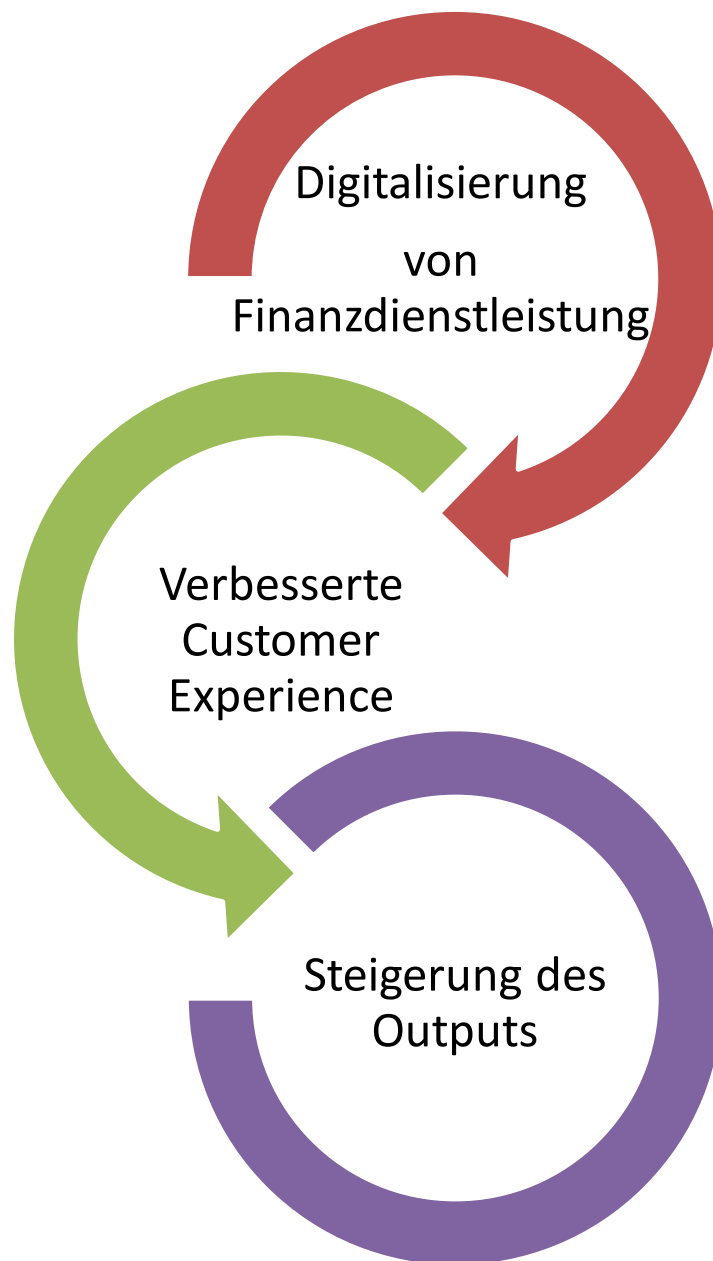 Digitalisierung
von
Finanzdienstleistung
Verbesserte
Customer
Experience
Steigerung des
Outputs